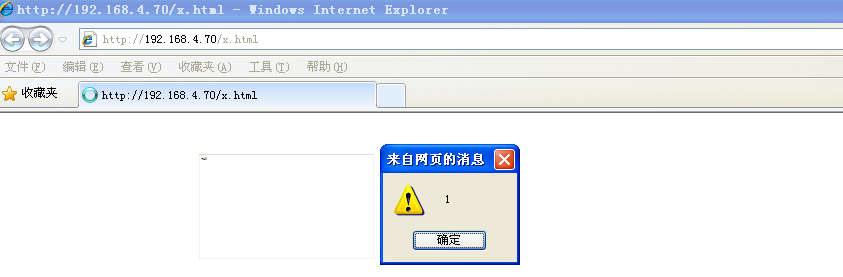 http://192.168.4.70/x.html - Windows Internet Explorer
http://192.168.4.70/x.html
文件(F) 编辑(E) 查看(V) 收藏夹(A) 工具(T) 帮助(H)
收藏夹 http://192.168.4.70/x.html
来自网页的消息
1
确定